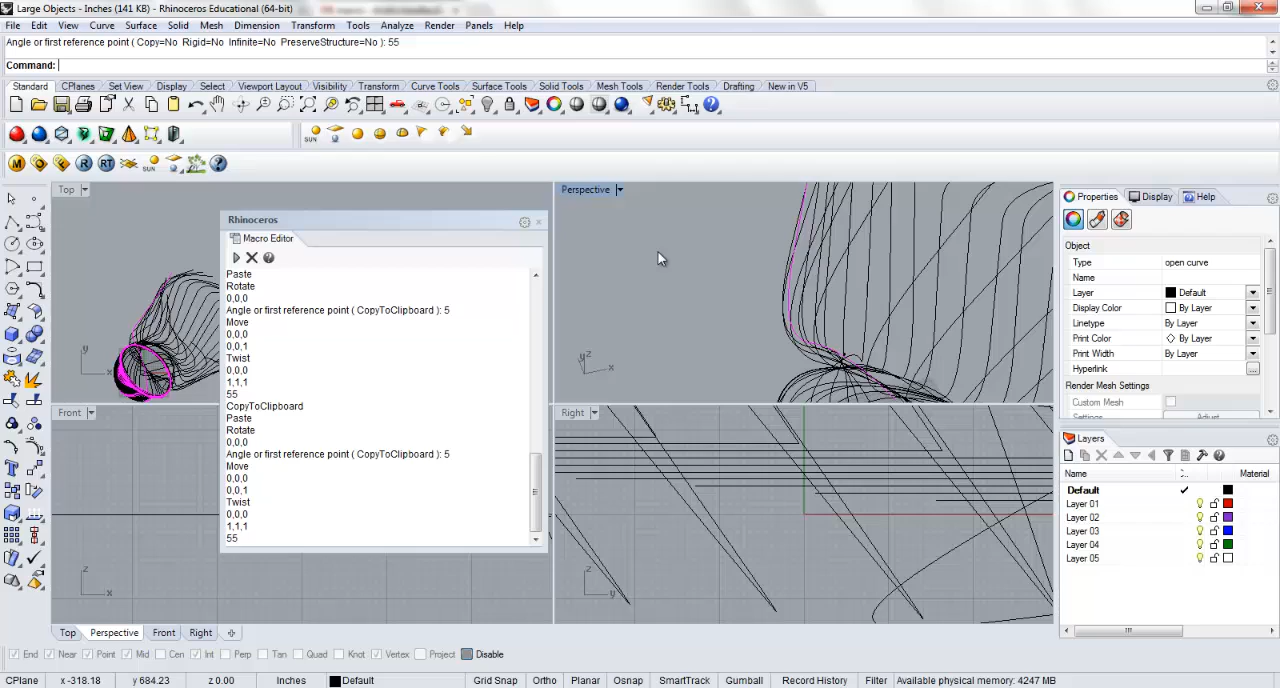 Large Objects - Inches (141 KB) - Rhinoceros Educational (64-bit)
File Edit View Curve Surface Solid Mesh Dimension Transform Tools Analyze Render Panels Help
Angle or first reference point ( Copy=No Rigid=No Infinite=No PreserveStructure=No ): 55
Command:
Standard CPlanes Set View Display Select Viewport Layout Visibility Transform Curve Tools Surface Tools Solid Tools Mesh Tools Render Tools Drafting New in V5
SUN
M R RT SUN
Top
Perspective
Properties Display Help
Rhinoceros
Macro Editor
Paste
Rotate
0,0,0
Angle or first reference point ( CopyToClipboard ): 5
Move
0,0,0
0,0,1
Twist
0,0,0
1,1,1
55
CopyToClipboard
Paste
Rotate
0,0,0
Angle or first reference point ( CopyToClipboard ): 5
Move
0,0,0
0,0,1
Twist
0,0,0
1,1,1
55
y
x
z y
x
Front
Right
z
x
z
y
Object
Type open curve
Name
Layer Default
Display Color By Layer
Linetype By Layer
Print Color By Layer
Print Width By Layer
Hyperlink ...
Render Mesh Settings
Custom Mesh
Settings Adjust
Layers
Name Material
Default
Layer 01
Layer 02
Layer 03
Layer 04
Layer 05
Top Perspective Front Right
End Near Point Mid Cen Int Perp Tan Quad Knot Vertex Project Disable
CPlane x -318.18 y 684.23 z 0.00 Inches Default Grid Snap Ortho Planar Osnap SmartTrack Gumball Record History Filter Available physical memory: 4247 MB